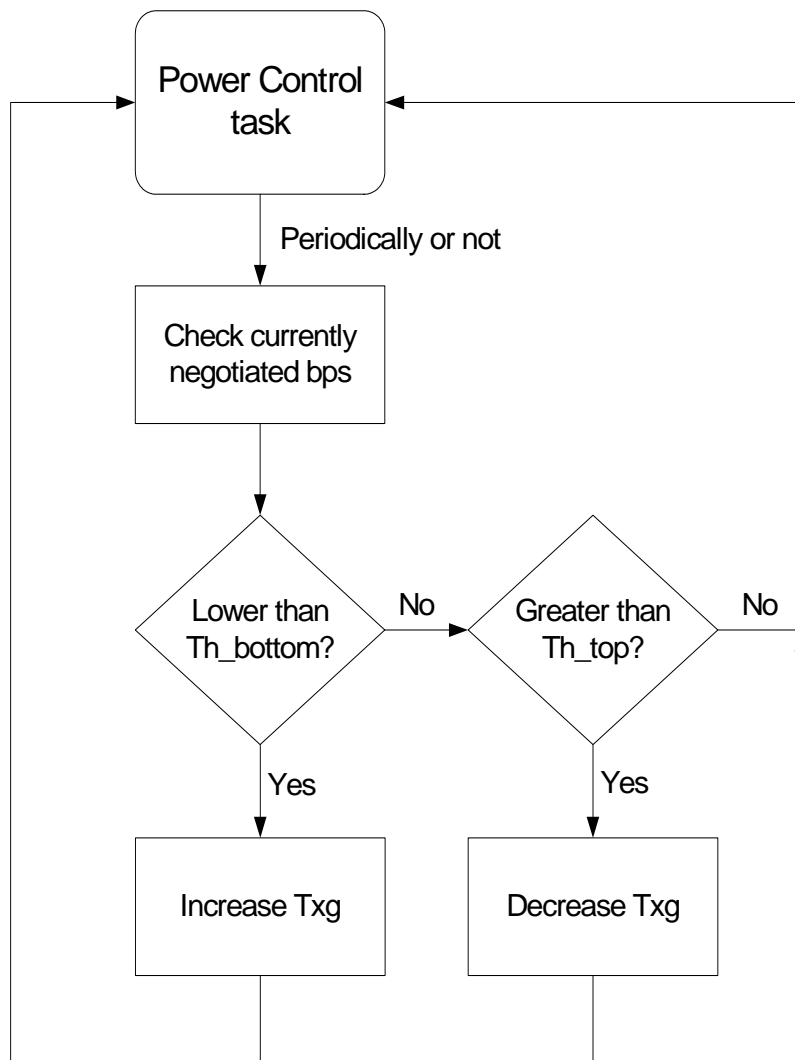 Power Control
task
Periodically or not
Check currently
negotiated bps
Lower than
Th_bottom?
No
Greater than
Th_top?
No
Yes
Yes
Increase Txg
Decrease Txg